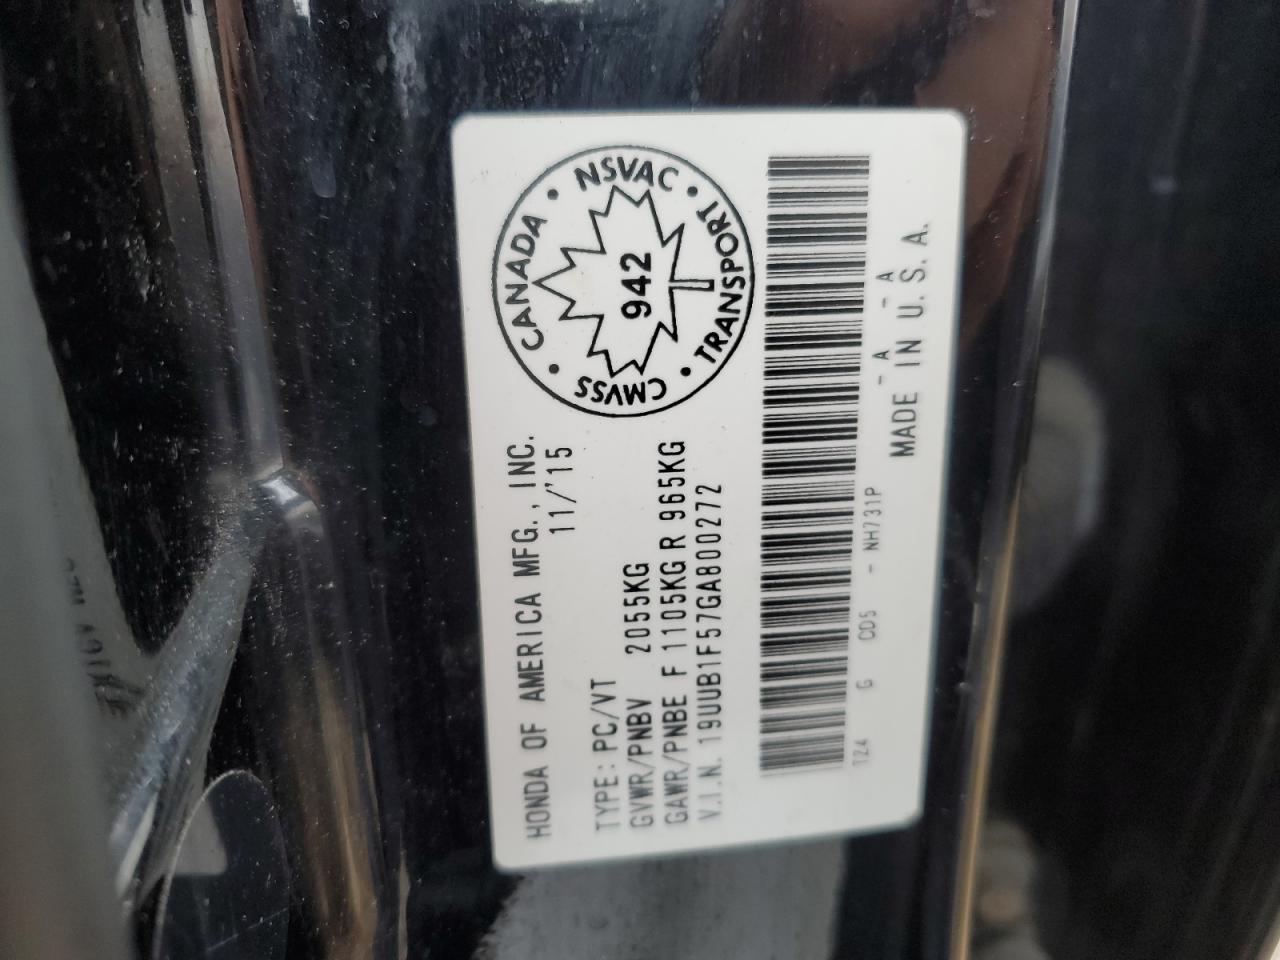 HONDA OF AMERICA MFG., INC.
11/'15
TYPE: PC/VT
GVWR/PNBV 2055KG
GAWR/PNBE F 1105KG R 965KG
V.I.N. 19UUB1F57GA800272
CANADA • NSVAC • TRANSPORT • CMVSS •
942
TZ4 G CD5 - NH731P - A - A
MADE IN U.S.A.